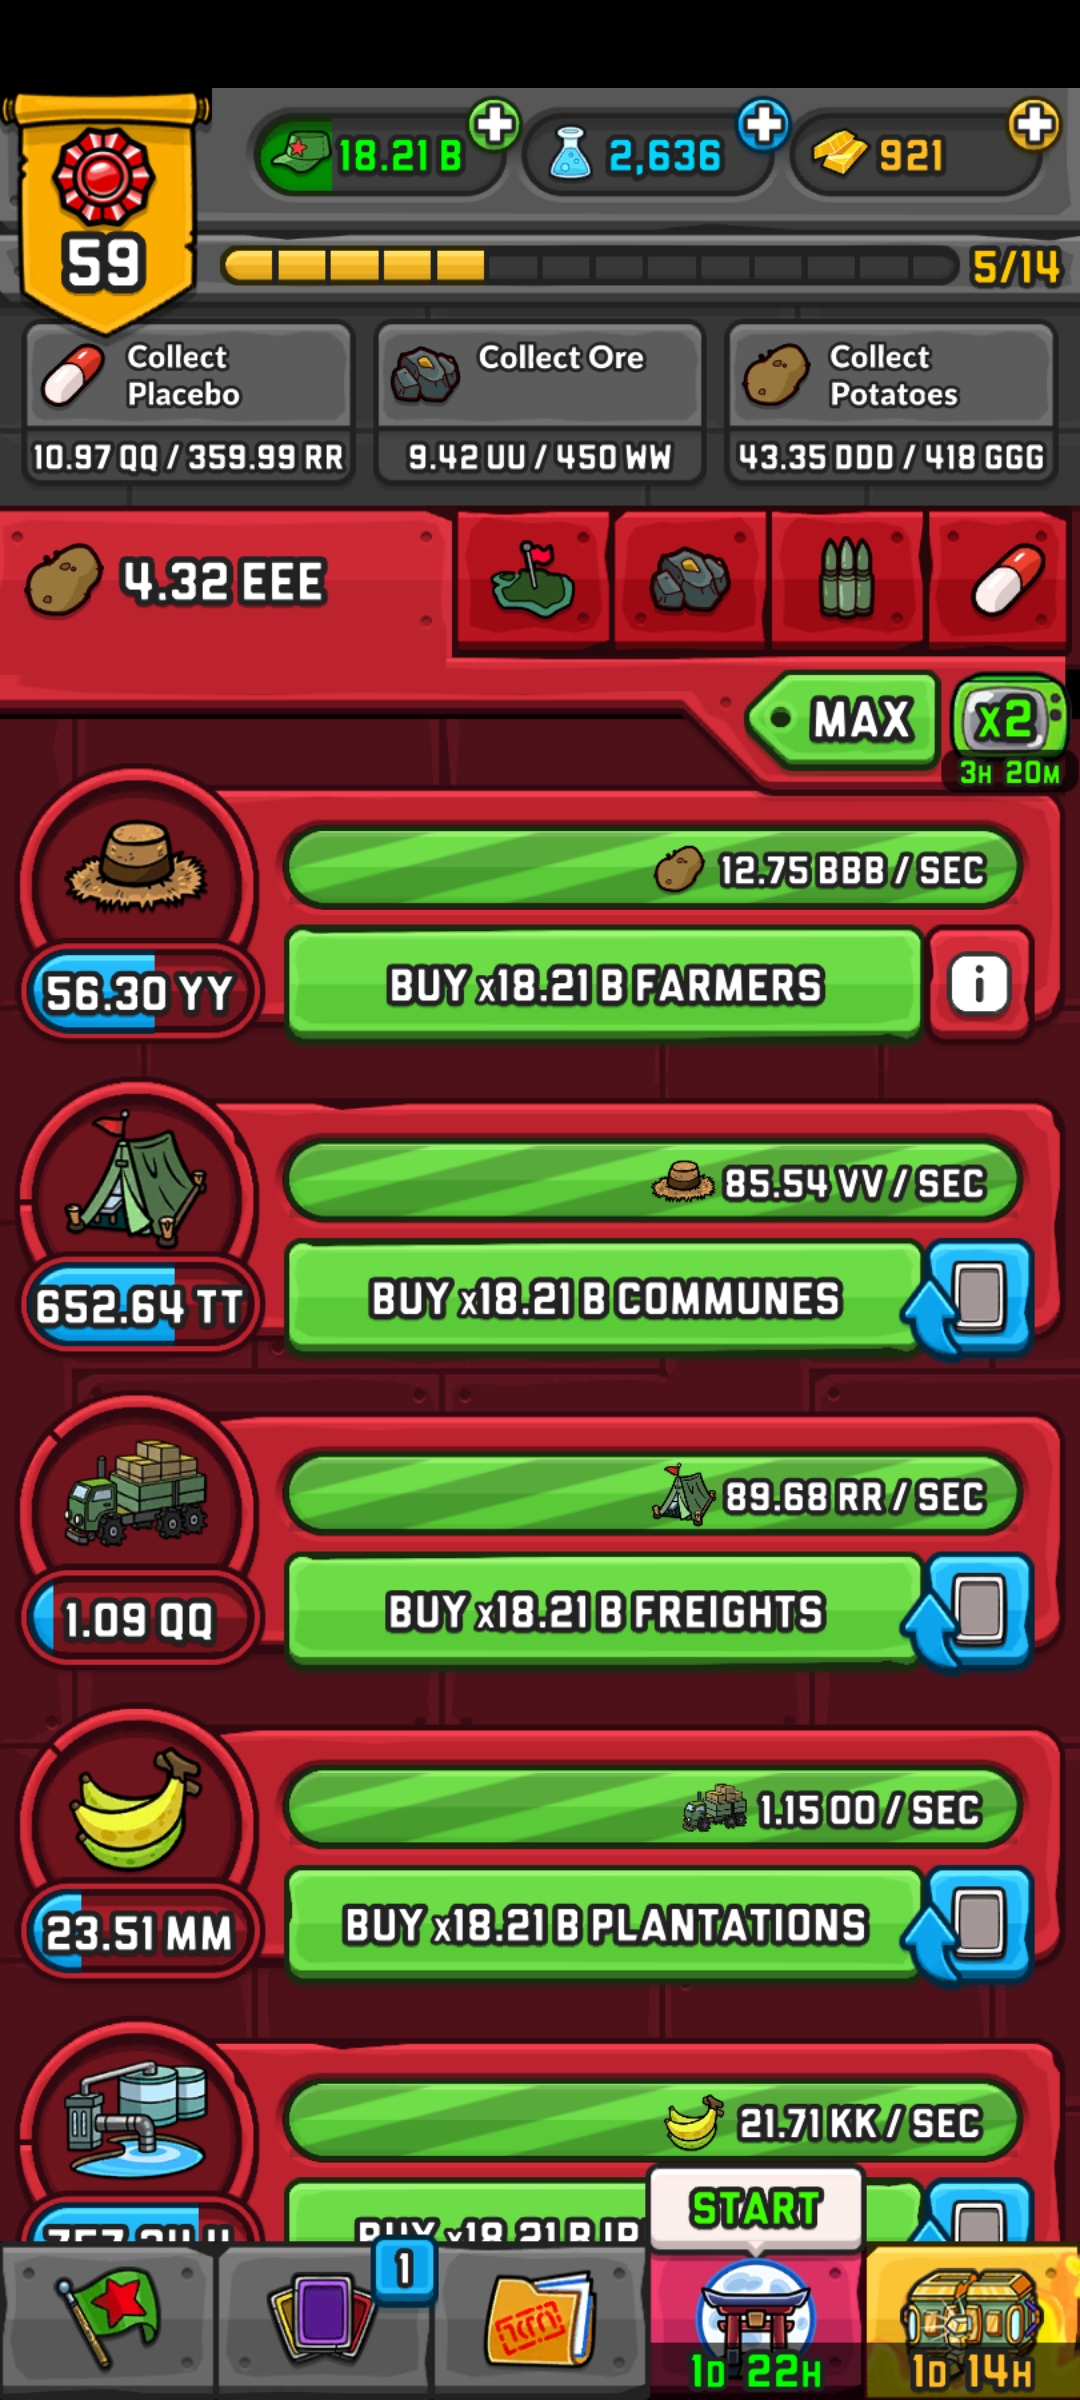 18.21 B
2,636
921
59
5/14
Collect
Placebo
10.97 QQ / 359.99 RR
Collect Ore
9.42 UU / 450 WW
Collect
Potatoes
43.35 DDD / 418 GGG
4.32 EEE
MAX
x2
3H 20M
12.75 BBB / SEC
56.30 YY
BUY x18.21 B FARMERS
i
85.54 VV / SEC
652.64 TT
BUY x18.21 B COMMUNES
89.68 RR / SEC
1.09 QQ
BUY x18.21 B FREIGHTS
1.15 OO / SEC
23.51 MM
BUY x18.21 B PLANTATIONS
21.71 KK / SEC
BUY x18.21 B
START
1
1D 22H
1D 14H